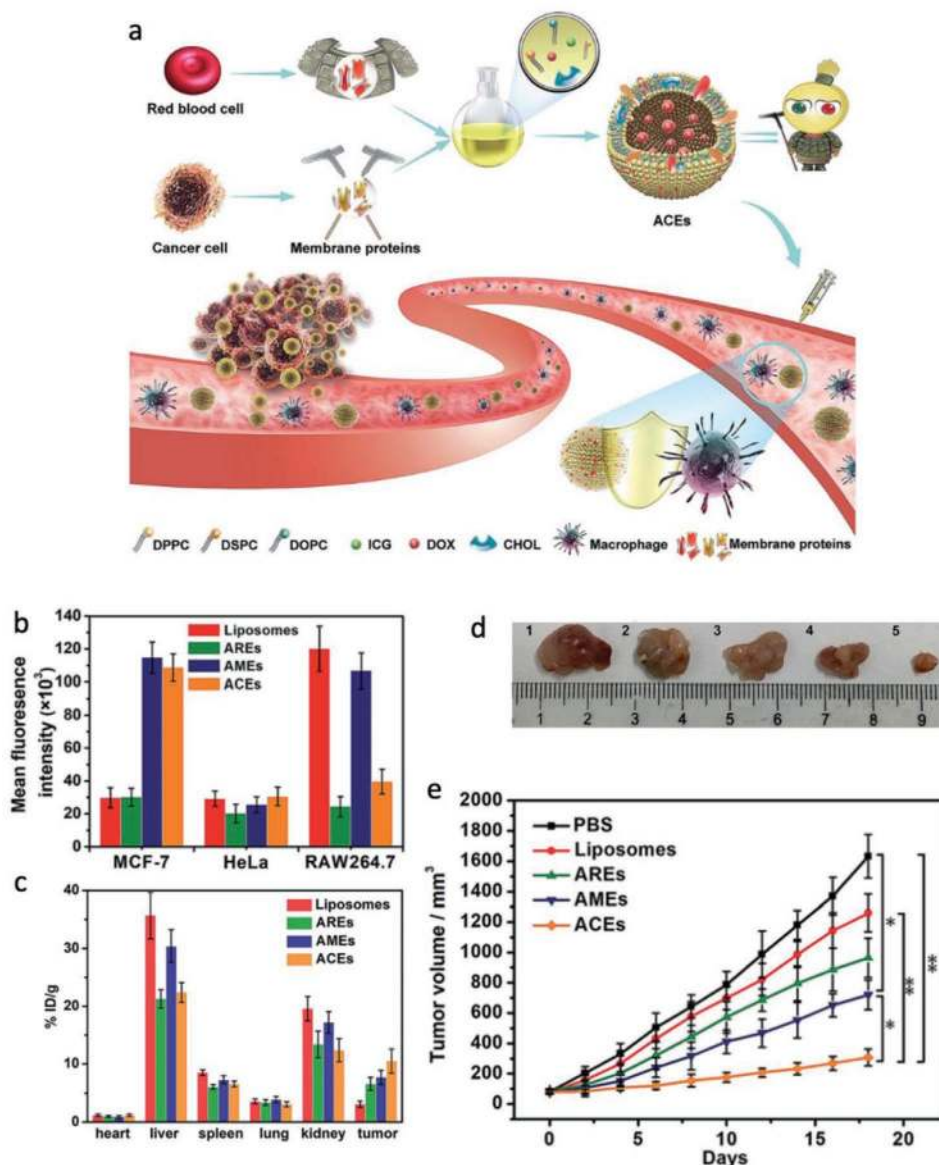 a
Red blood cell
Cancer cell
Membrane proteins
ACEs
DPPC DSPC DOPC ICG DOX CHOL Macrophage Membrane proteins
b
Mean fluoresence
intensity (×10³)
140
120
100
80
60
40
20
0
Liposomes
AREs
AMEs
ACEs
MCF-7 HeLa RAW264.7
c
% ID/g
40
30
20
10
0
Liposomes
AREs
AMEs
ACEs
heart liver spleen lung kidney tumor
d
1 2 3 4 5
1 2 3 4 5 6 7 8 9
e
Tumor volume / mm³
2000
1800
1600
1400
1200
1000
800
600
400
200
0
PBS
Liposomes
AREs
AMEs
ACEs
*
**
**
*
0 5 10 15 20
Days